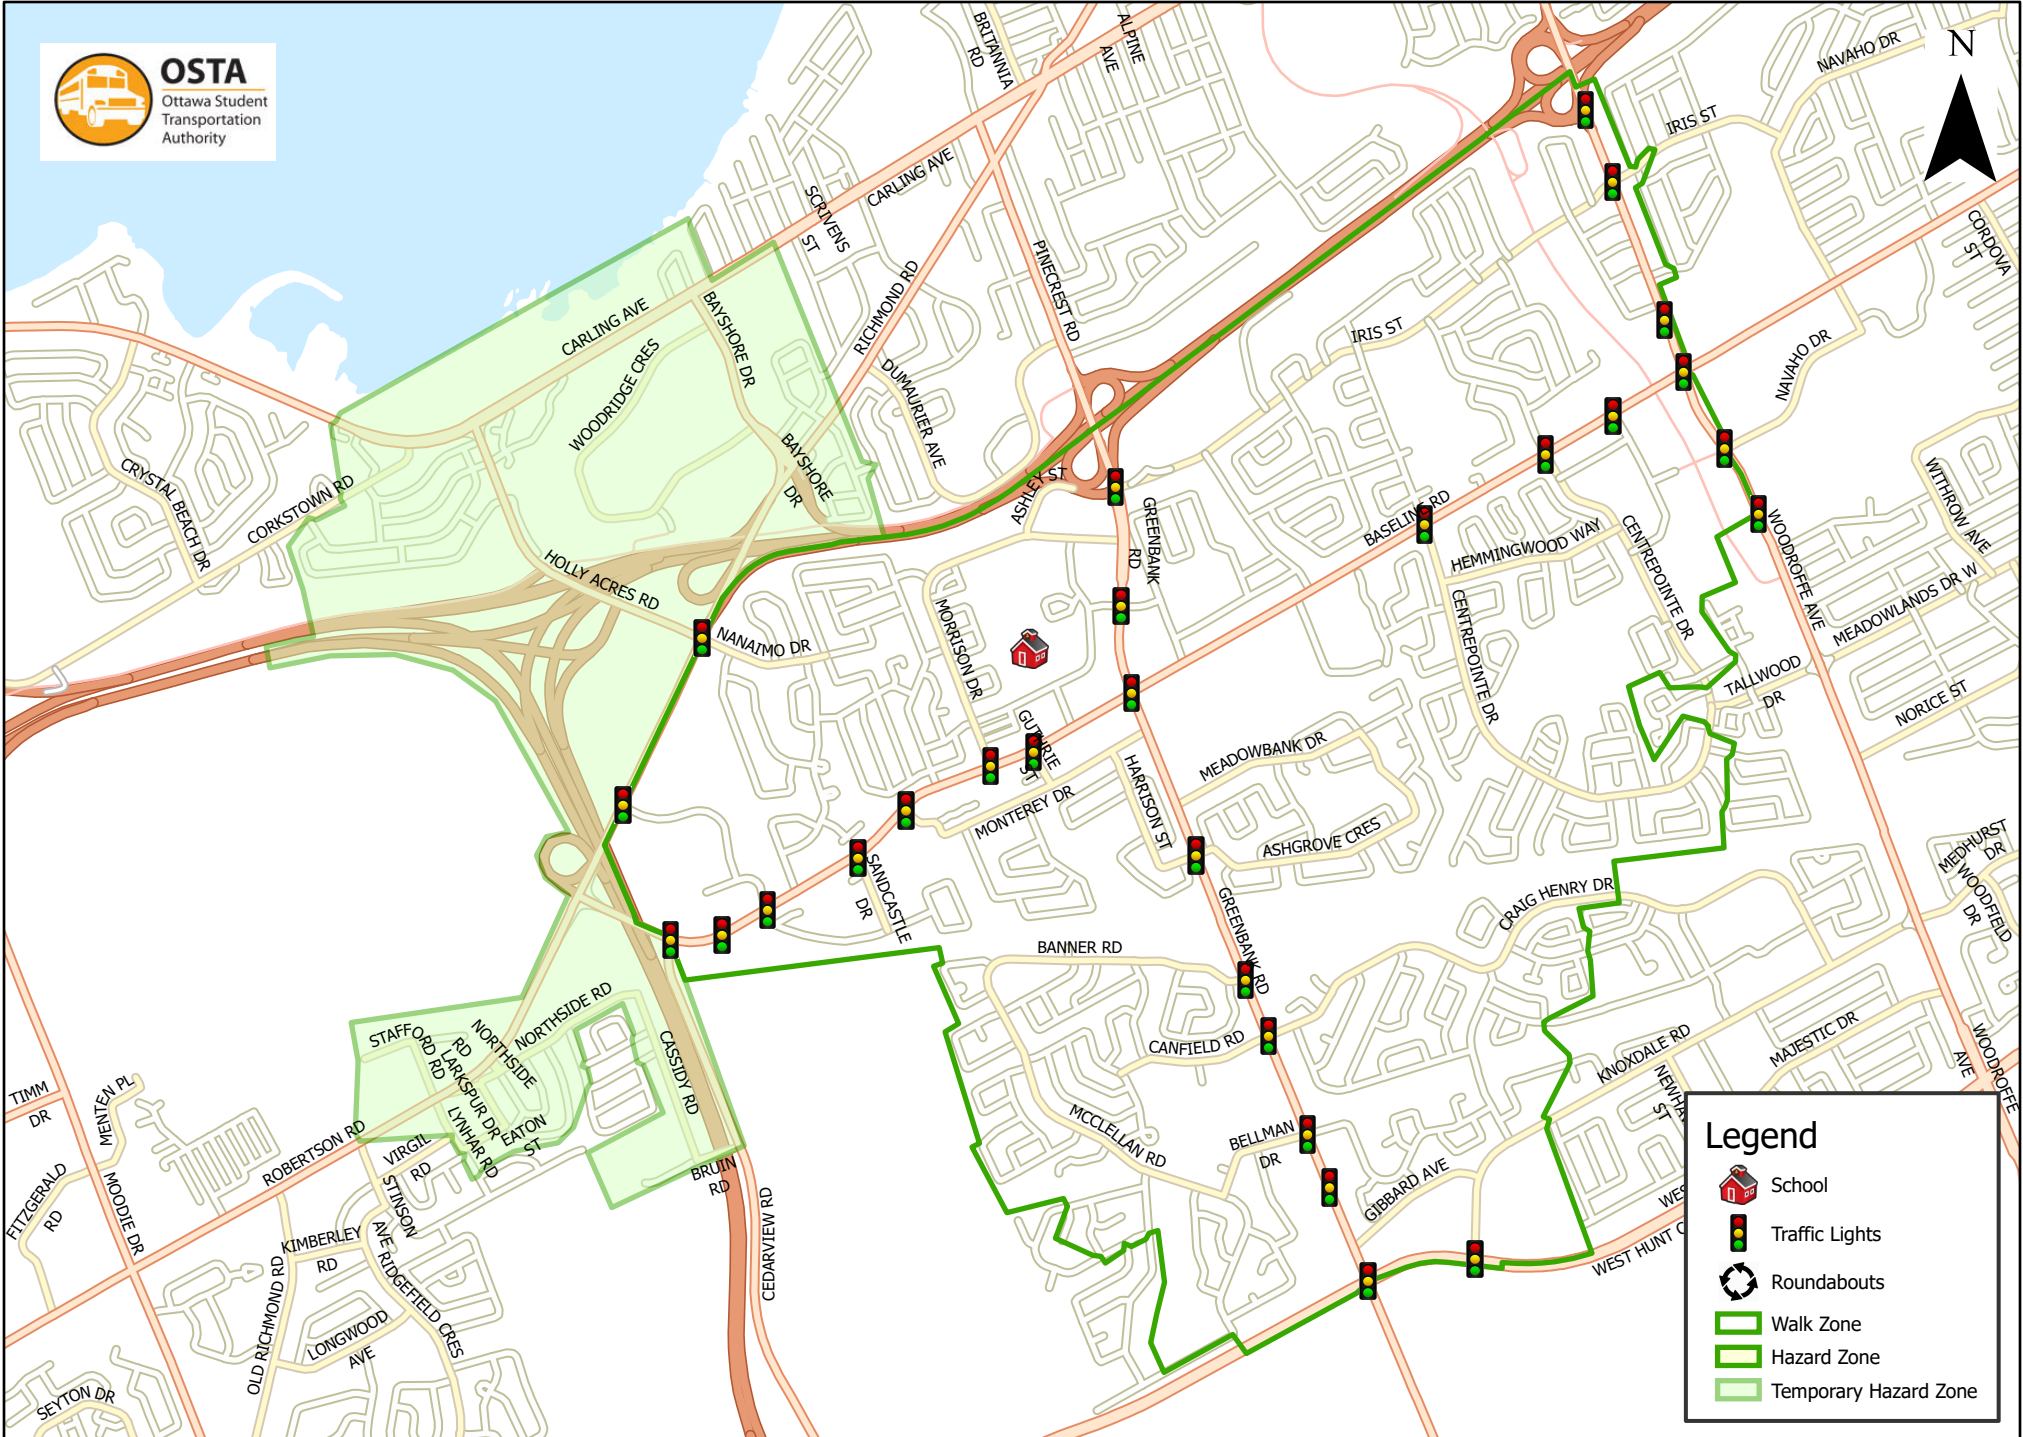 OSTA
Ottawa Student
Transportation
Authority
N
BRITANNIA
RD
ALPINE
AVE
NAVAHO DR
IRIS ST
CARLING AVE
SCRIVENS
ST
CORDOVA
ST
PINECREST RD
RICHMOND RD
CARLING AVE
BAYSHORE DR
WOODRIDGE CRES
IRIS ST
NAVAHO DR
DUMAURIER AVE
BAYSHORE
DR
CRYSTAL BEACH DR
CORKSTOWN RD
ASHLEY ST
GREENBANK
RD
BASELINE RD
HEMMINGWOOD WAY
CENTREPOINTE DR
WOODROFFE AVE
WITHROW AVE
MEADOWLANDS DR W
HOLLY ACRES RD
NANAIMO DR
MORRISON DR
CENTREPOINTE DR
TALLWOOD
DR
NORICE ST
GUTHRIE
ST
MEADOWBANK DR
HARRISON ST
MONTEREY DR
ASHGROVE CRES
MEDHURST
DR
WOODFIELD
DR
SANDCASTLE
DR
CRAIG HENRY DR
GREENBANK RD
BANNER RD
NORTHSIDE RD
STAFFORD RD
NORTHSIDE
RD
LARKSPUR DR
LYNHAR RD
EATON
ST
CASSIDY RD
CANFIELD RD
KNOXDALE RD
MAJESTIC DR
WOODROFFE
AVE
TIMM
DR
MENTEN PL
ROBERTSON RD
VIRGIL
RD
MCCLELLAN RD
BELLMAN
DR
GIBBARD AVE
BRUIN
RD
FITZGERALD
RD
MOODIE DR
STINSON
AVE
KIMBERLEY
RD
RIDGEFIELD CRES
CEDARVIEW RD
OLD RICHMOND RD
LONGWOOD
AVE
SEYTON DR
ST
WEST HUNT C
Legend
School
Traffic Lights
Roundabouts
Walk Zone
Hazard Zone
Temporary Hazard Zone